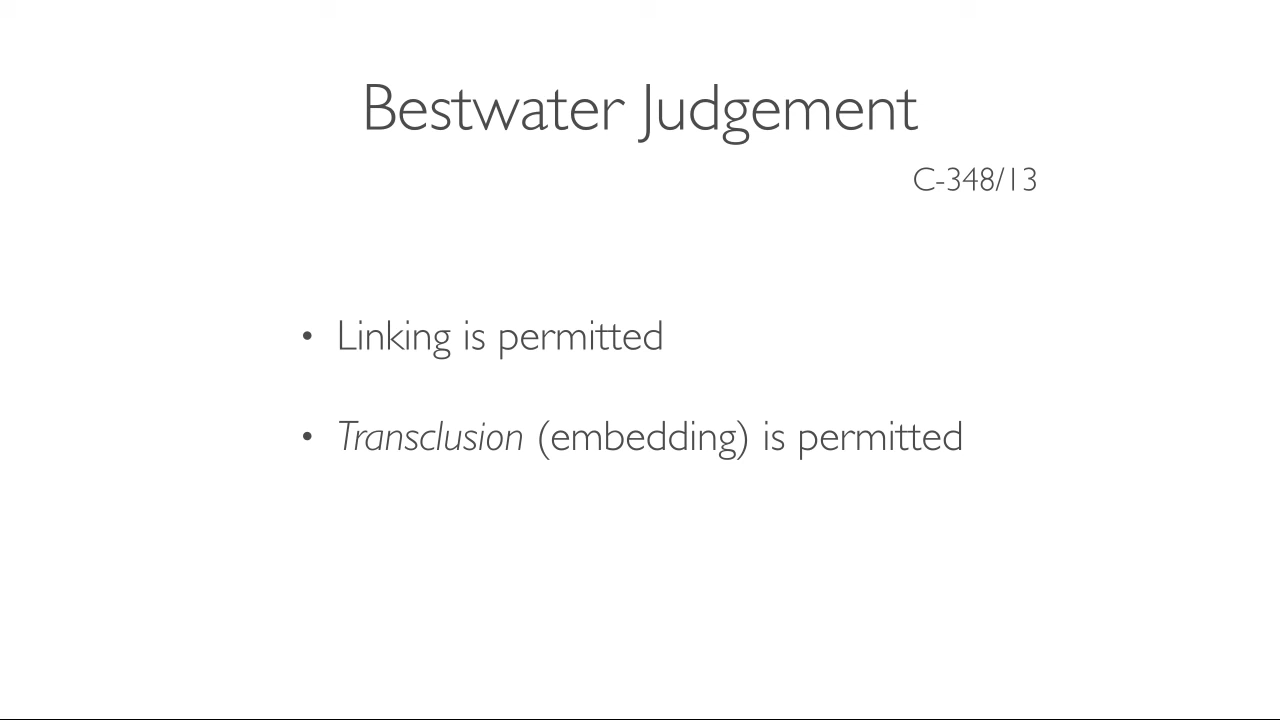 Bestwater Judgement
C-348/13
• Linking is permitted
• Transclusion (embedding) is permitted